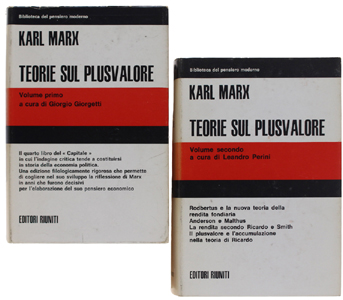 Biblioteca del pensiero moderno
KARL MARX
TEORIE SUL PLUSVALORE
Volume primo
a cura di Giorgio Giorgetti
Il quarto libro del « Capitale »
in cui l'indagine critica tende a costituirsi
in storia della economia politica.
Una edizione filologicamente rigorosa che permette
di cogliere nel suo sviluppo la riflessione di Marx
in anni che furono decisivi
per l'elaborazione del suo pensiero economico
EDITORI RIUNITI
Biblioteca del pensiero moderno
KARL MARX
TEORIE SUL PLUSVALORE
Volume secondo
a cura di Leandro Perini
Rodbertus e la nuova teoria della
rendita fondiaria
Anderson e Malthus
La rendita secondo Ricardo e Smith
Il plusvalore e l'accumulazione
nella teoria di Ricardo
EDITORI RIUNITI